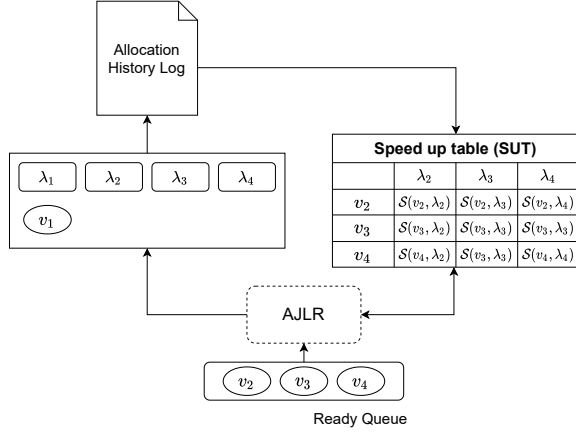 Allocation
History Log
λ₁ λ₂ λ₃ λ₄
v₁
Speed up table (SUT)
λ₂ λ₃ λ₄
v₂ 𝒮(v₂, λ₂) 𝒮(v₂, λ₃) 𝒮(v₂, λ₄)
v₃ 𝒮(v₃, λ₂) 𝒮(v₃, λ₃) 𝒮(v₃, λ₃)
v₄ 𝒮(v₄, λ₂) 𝒮(v₃, λ₃) 𝒮(v₄, λ₄)
AJLR
v₂ v₃ v₄
Ready Queue